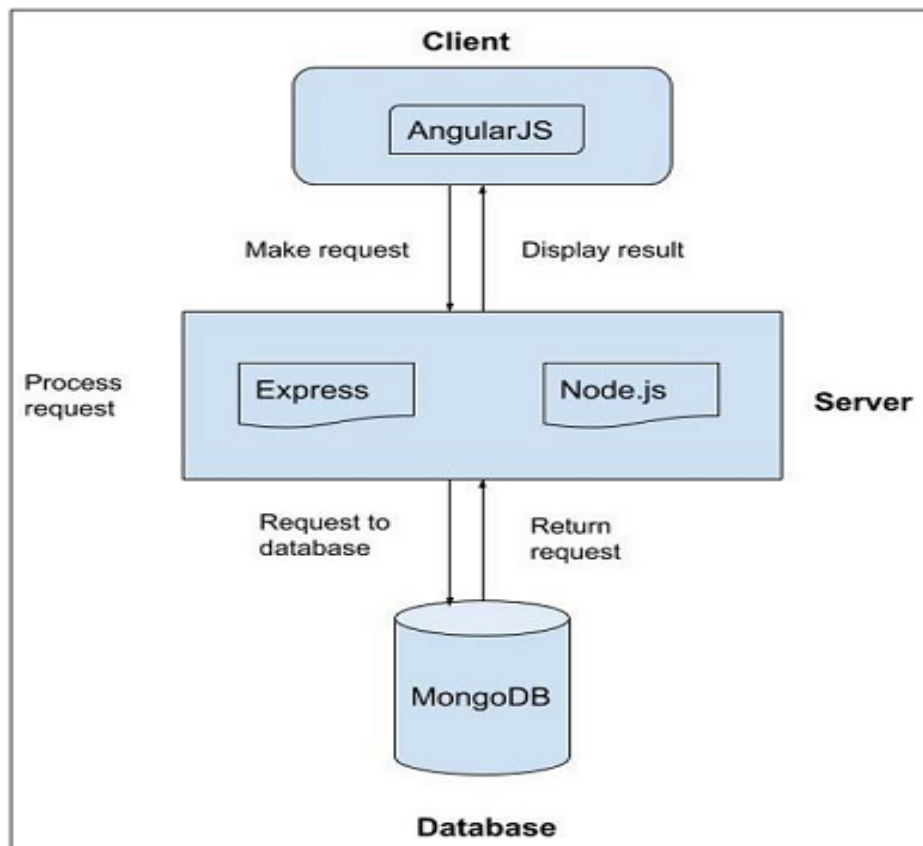 Client
AngularJS
Make request
Display result
Process
request
Express
Node.js
Server
Request to
database
Return
request
MongoDB
Database